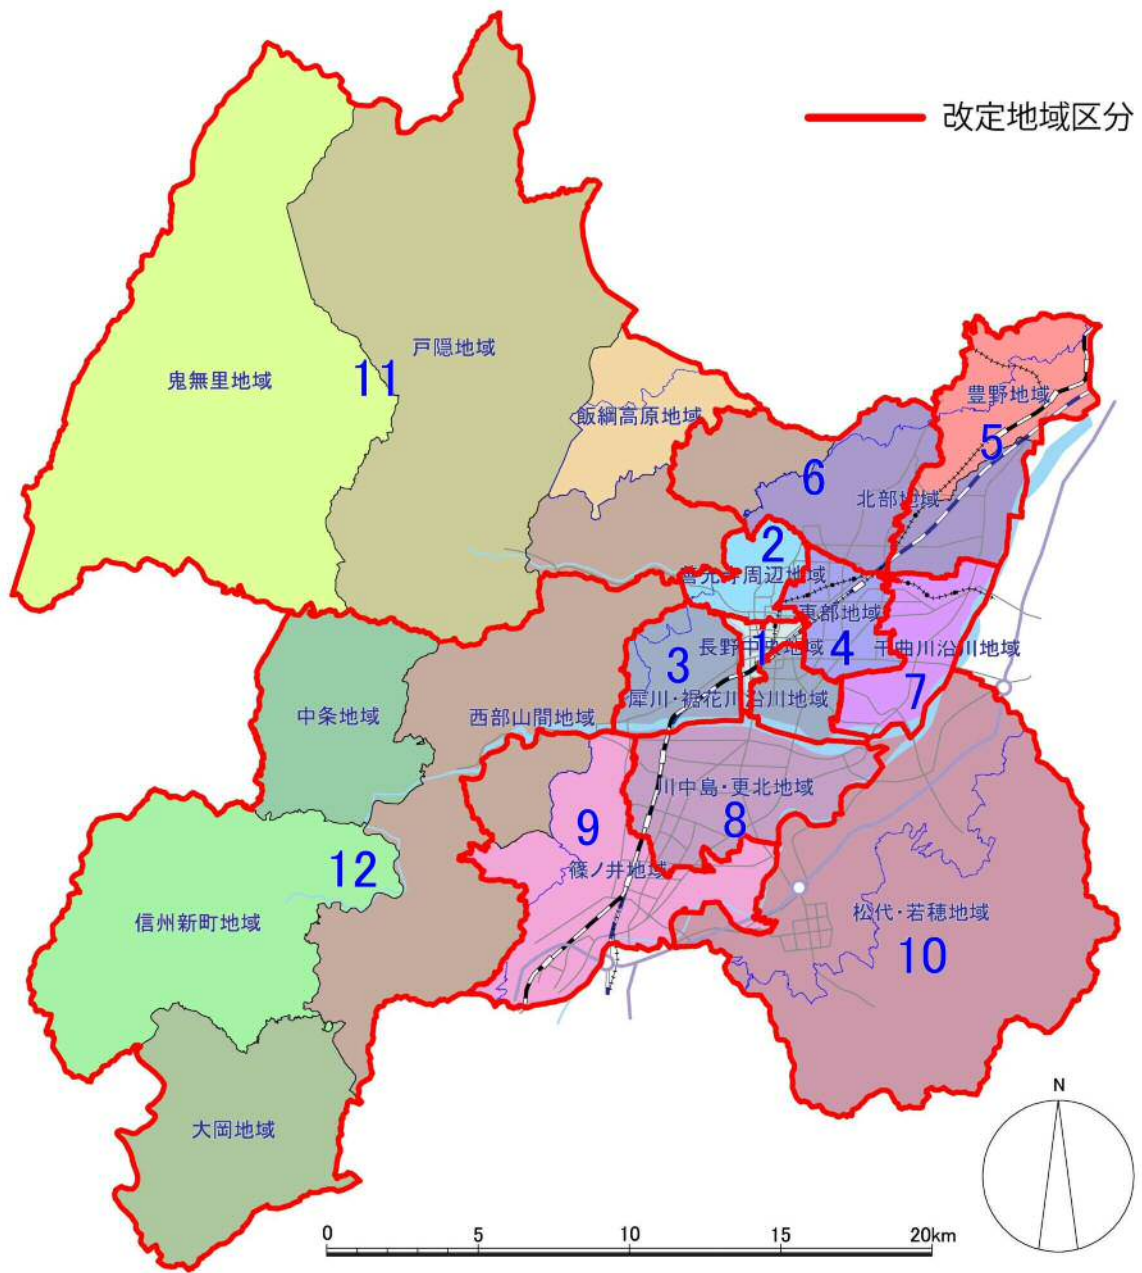 改定地域区分
戸隠地域
鬼無里地域
11
飯綱高原地域
豊野地域
5
6
北部地域
2
善光寺周辺地域
東部地域
長野中央地域
1
4
千曲川沿川地域
3
7
犀川・裾花川沿川地域
中条地域
西部山間地域
川中島・更北地域
8
9
篠ノ井地域
12
信州新町地域
松代・若穂地域
10
大岡地域
N
0 5 10 15 20km